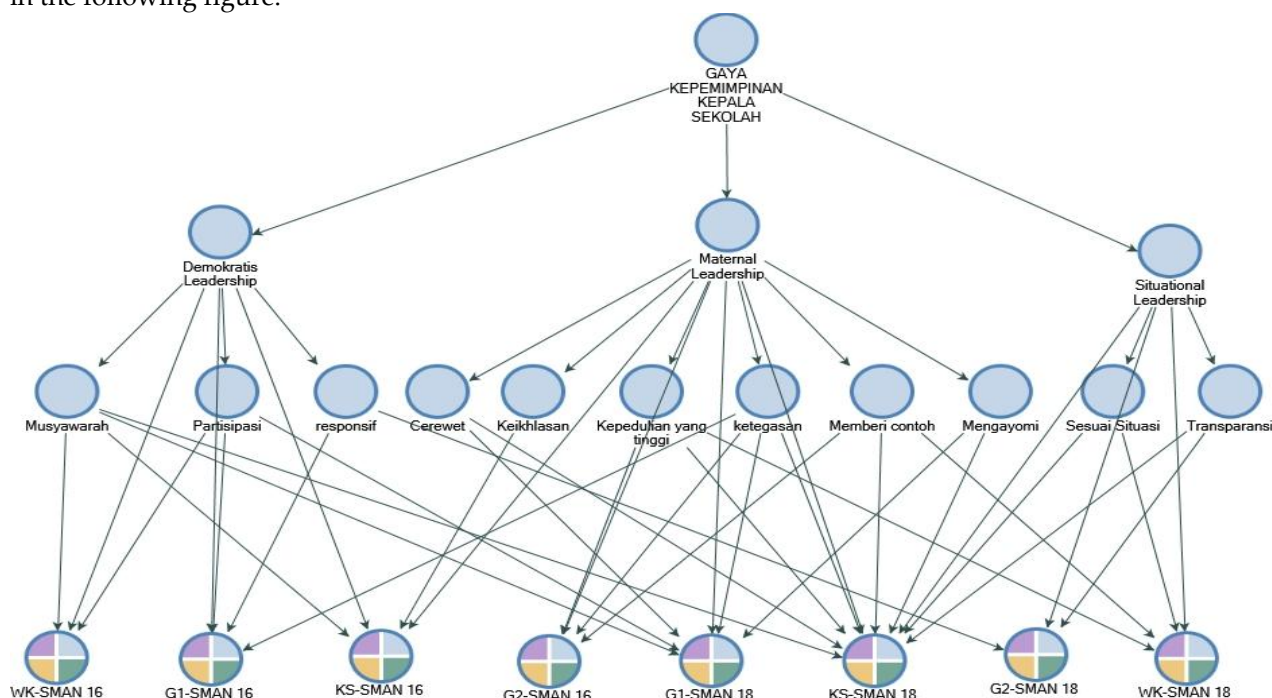 in the following figure.
GAYA
KEPEMIMPINAN
KEPALA
SEKOLAH
Demokratis
Leadership
Maternal
Leadership
Situational
Leadership
Musyawarah
Partisipasi
responsif
Cerewet
Keikhlasan
Kepedulian yang
tinggi
ketegasan
Memberi contoh
Mengayomi
Sesuai Situasi
Transparansi
WK-SMAN 16
G1-SMAN 16
KS-SMAN 16
G2-SMAN 16
G1-SMAN 18
KS-SMAN 18
G2-SMAN 18
WK-SMAN 18